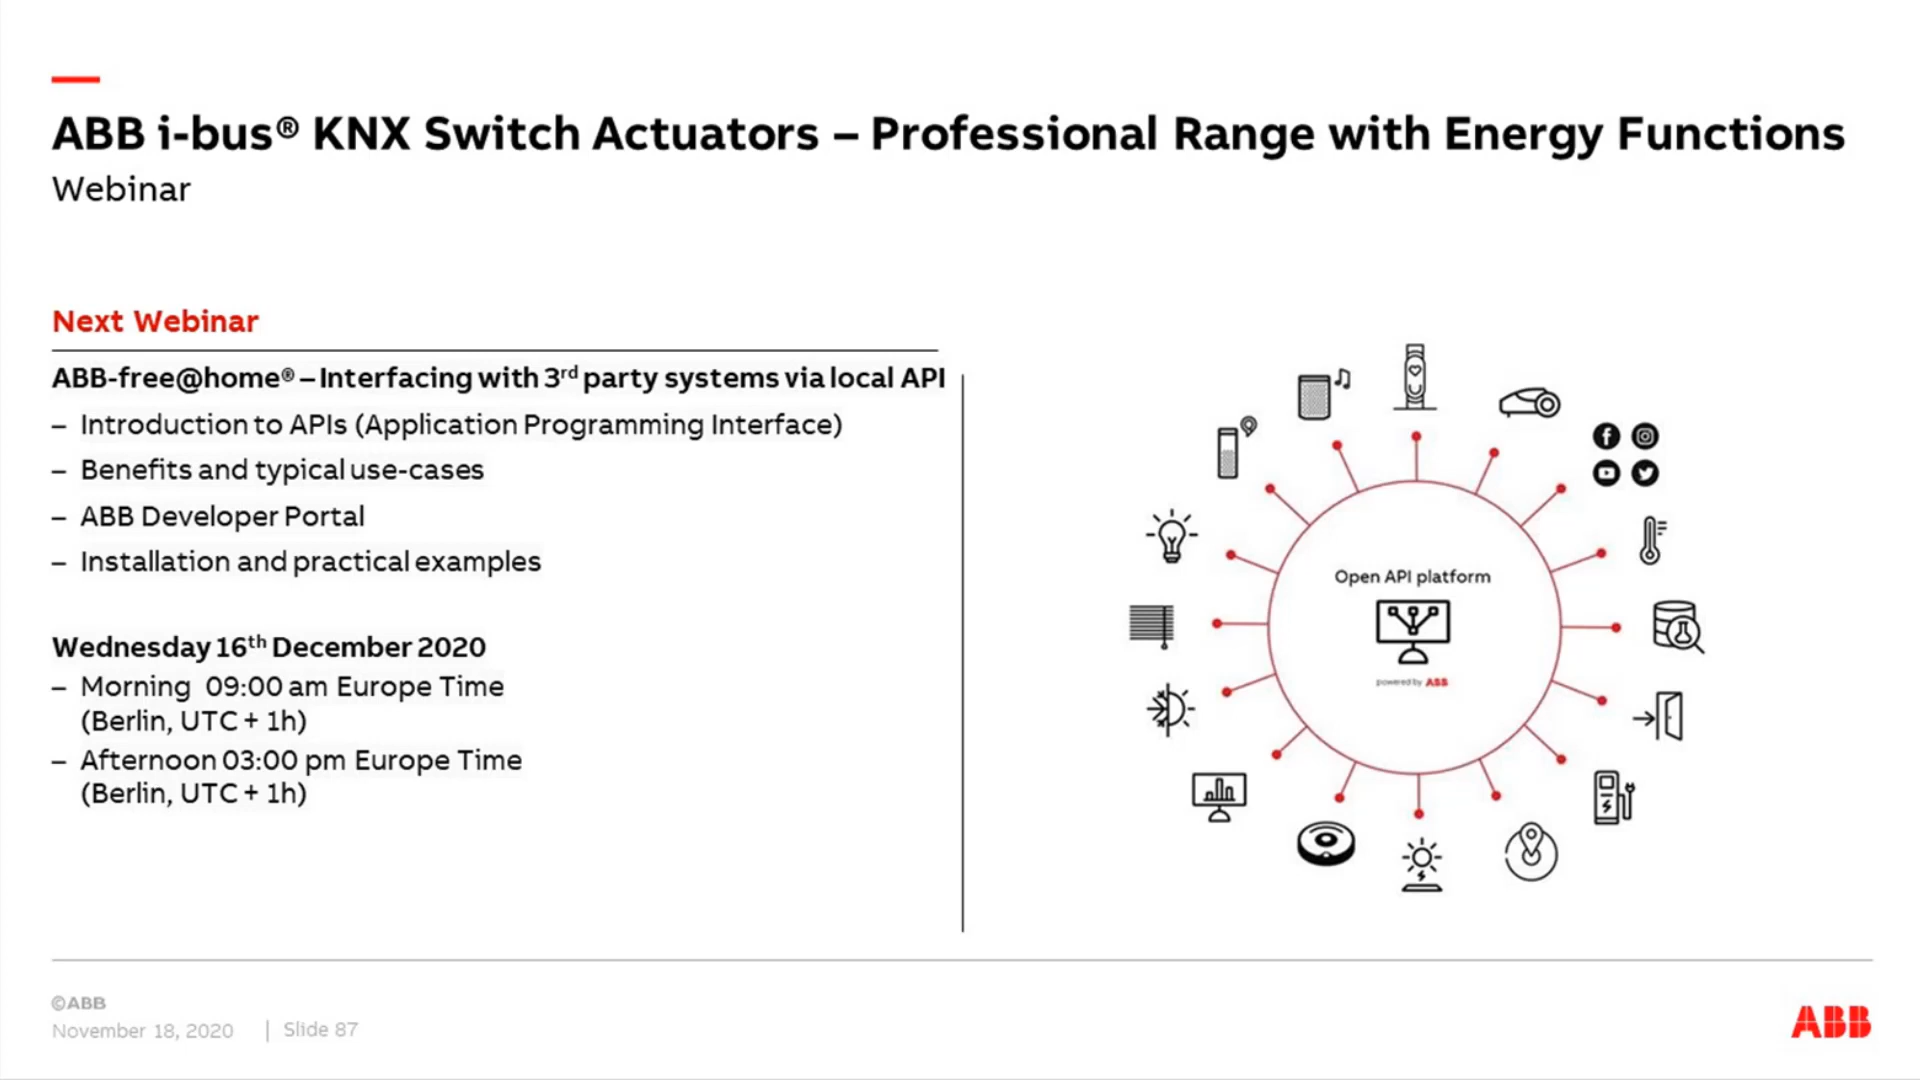 ABB i-bus® KNX Switch Actuators – Professional Range with Energy Functions
Webinar
Next Webinar
ABB-free@home® – Interfacing with 3rd party systems via local API
– Introduction to APIs (Application Programming Interface)
– Benefits and typical use-cases
– ABB Developer Portal
– Installation and practical examples
Wednesday 16th December 2020
– Morning 09:00 am Europe Time
(Berlin, UTC + 1h)
– Afternoon 03:00 pm Europe Time
(Berlin, UTC + 1h)
Open API platform
powered by ABB
©ABB
November 18, 2020 | Slide 87
ABB